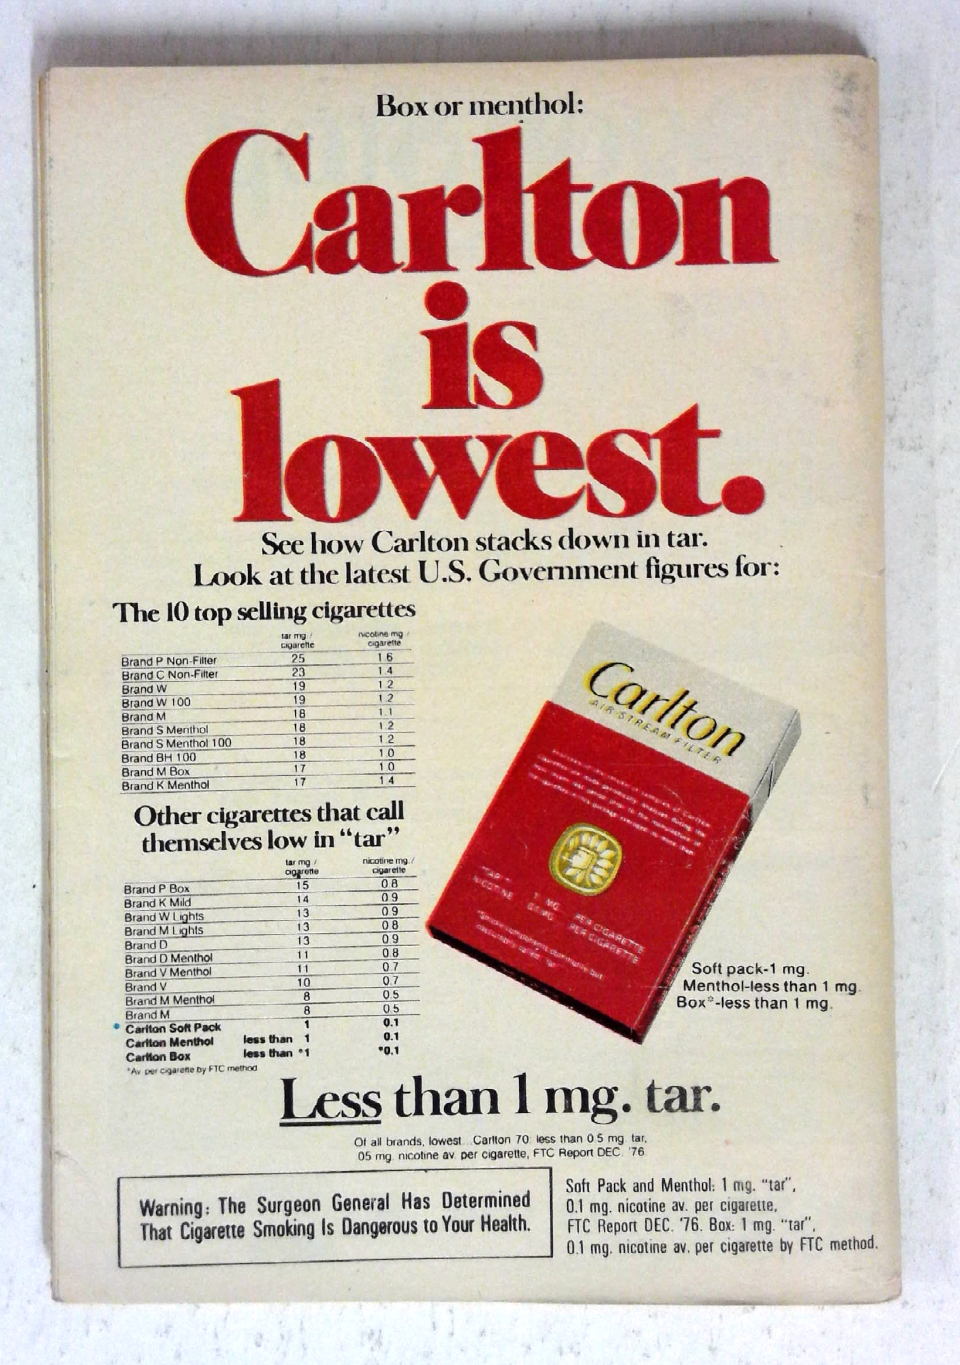 Box or menthol:
Carlton
is
lowest.
See how Carlton stacks down in tar.
Look at the latest U.S. Government figures for:
The 10 top selling cigarettes
tar mg / cigarette nicotine mg / cigarette
Brand P Non-Filter 25 1.6
Brand C Non-Filter 23 1.4
Brand W 19 1.2
Brand W 100 19 1.2
Brand M 18 1.1
Brand S Menthol 18 1.2
Brand S Menthol 100 18 1.2
Brand BH 100 18 1.0
Brand M Box 17 1.0
Brand K Menthol 17 1.4
Other cigarettes that call
themselves low in “tar”
tar mg / cigarette nicotine mg / cigarette
Brand P Box 15 0.8
Brand K Mild 14 0.9
Brand W Lights 13 0.9
Brand M Lights 13 0.8
Brand D 13 0.9
Brand D Menthol 11 0.8
Brand V Menthol 11 0.7
Brand V 10 0.7
Brand M Menthol 8 0.5
Brand M 8 0.5
Carlton Soft Pack 1 0.1
Carlton Menthol less than 1 0.1
Carlton Box less than *1 *0.1
*Av. per cigarette by FTC method
Carlton
AIR-STREAM FILTER
"TAR" 1 MG. PER CIGARETTE
NICOTINE 0.1 MG. PER CIGARETTE
Soft pack-1 mg.
Menthol-less than 1 mg.
Box*-less than 1 mg.
Less than 1 mg. tar.
Of all brands, lowest...Carlton 70: less than 0.5 mg. tar,
.05 mg. nicotine av. per cigarette, FTC Report DEC. '76.
Warning: The Surgeon General Has Determined
That Cigarette Smoking Is Dangerous to Your Health.
Soft Pack and Menthol: 1 mg. “tar”,
0.1 mg. nicotine av. per cigarette,
FTC Report DEC. '76. Box: 1 mg. “tar”,
0.1 mg. nicotine av. per cigarette by FTC method.